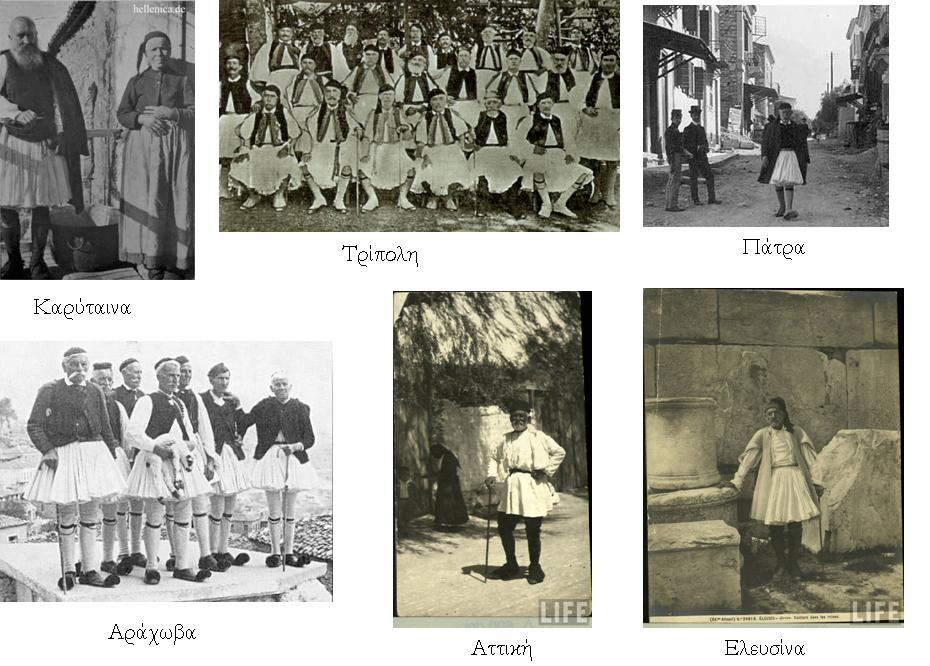 hellenica.de
Τρίπολη
Πάτρα
Καρύταινα
LIFE
LIFE
Αράχωβα
Αττική
Ελευσίνα